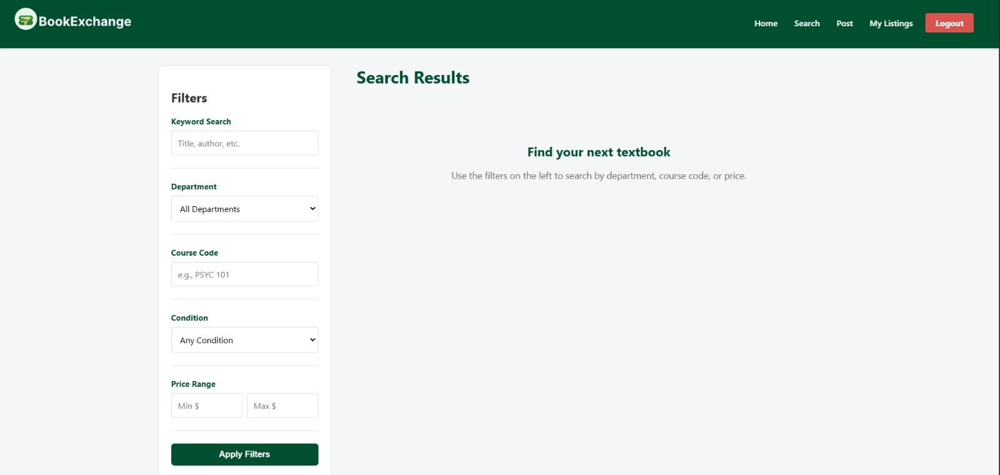 BookExchange
Home Search Post My Listings Logout
Filters
Keyword Search
Title, author, etc.
Department
All Departments
Course Code
e.g., PSYC 101
Condition
Any Condition
Price Range
Min $ Max $
Apply Filters
Search Results
Find your next textbook
Use the filters on the left to search by department, course code, or price.